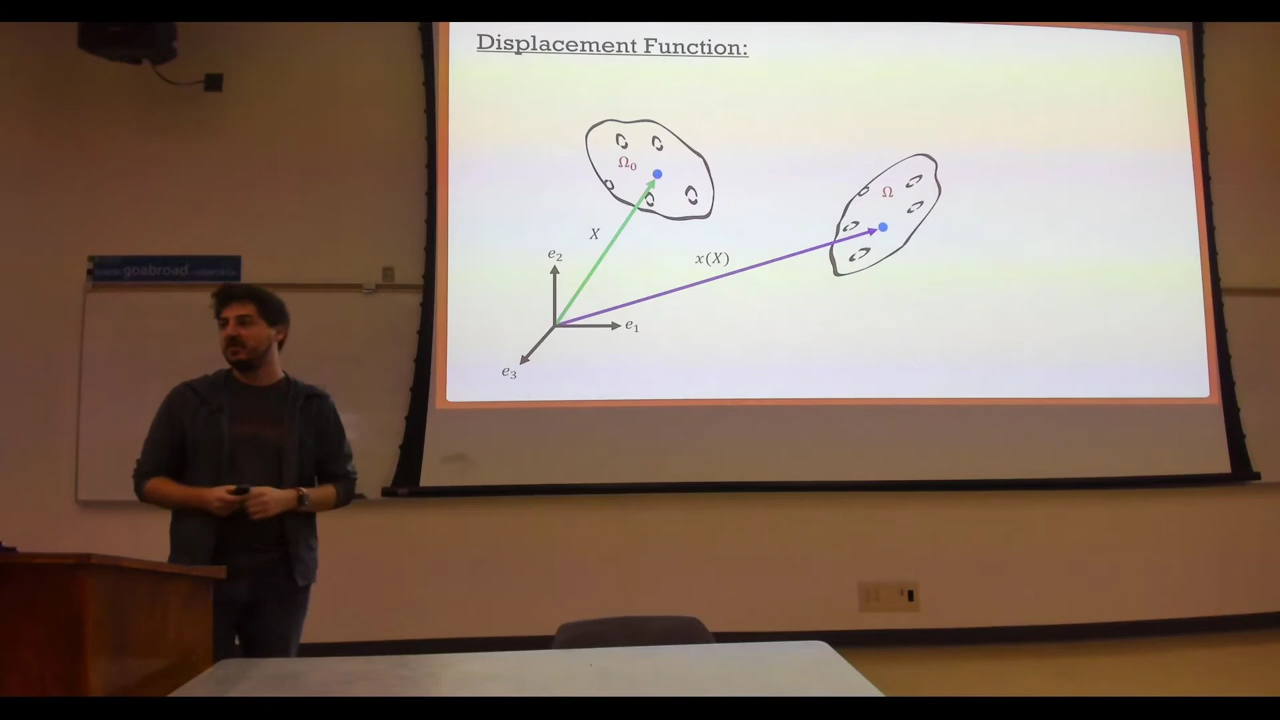 Displacement Function:
Ω₀
Ω
X
e₂
x(X)
goabroad
e₁
e₃